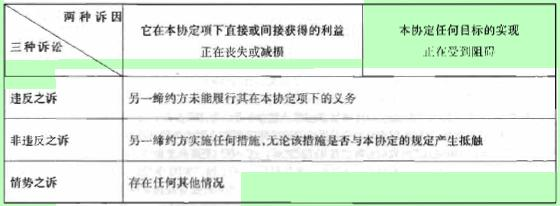 两种诉因
三种诉讼
它在本协定项下直接或间接获得的利益
正在丧失或减损
本协定任何目标的实现
正在受到阻碍
违反之诉
另一缔约方未能履行其在本协定项下的义务
非违反之诉
另一缔约方实施任何措施,无论该措施是否与本协定的规定产生抵触
情势之诉
存在任何其他情况